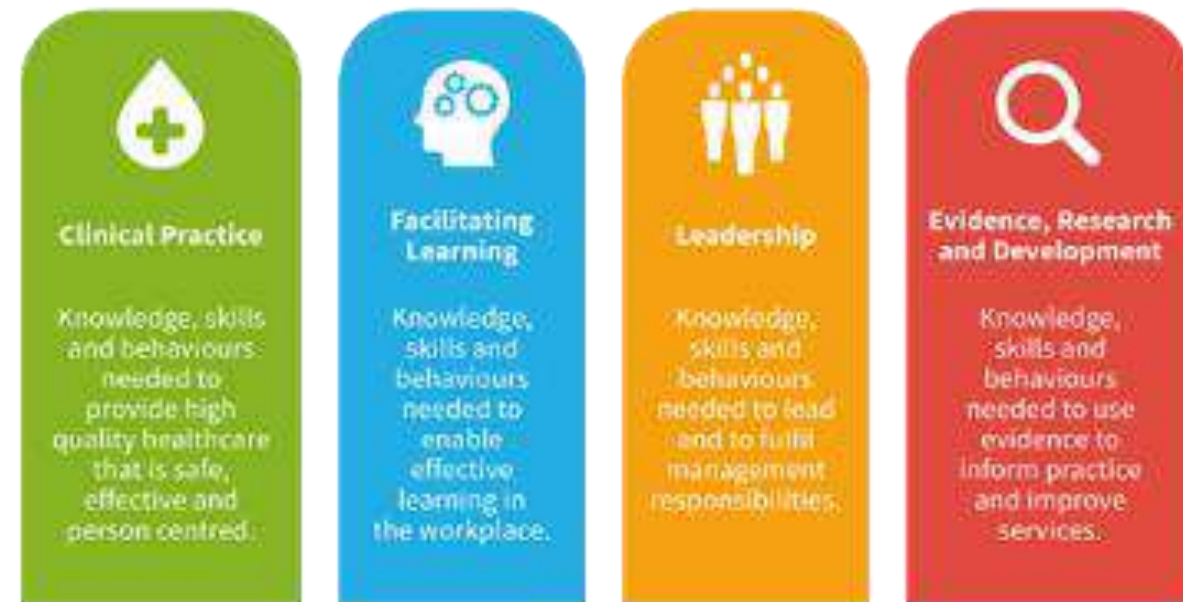 Clinical Practice
Knowledge, skills
and behaviours
needed to
provide high
quality healthcare
that is safe,
effective and
person centred.
Facilitating
Learning
Knowledge,
skills and
behaviours
needed to
enable
effective
learning in
the workplace.
Leadership
Knowledge,
skills and
behaviours
needed to lead
and to fulfil
management
responsibilities.
Evidence, Research
and Development
Knowledge,
skills and
behaviours
needed to use
evidence to
inform practice
and improve
services.